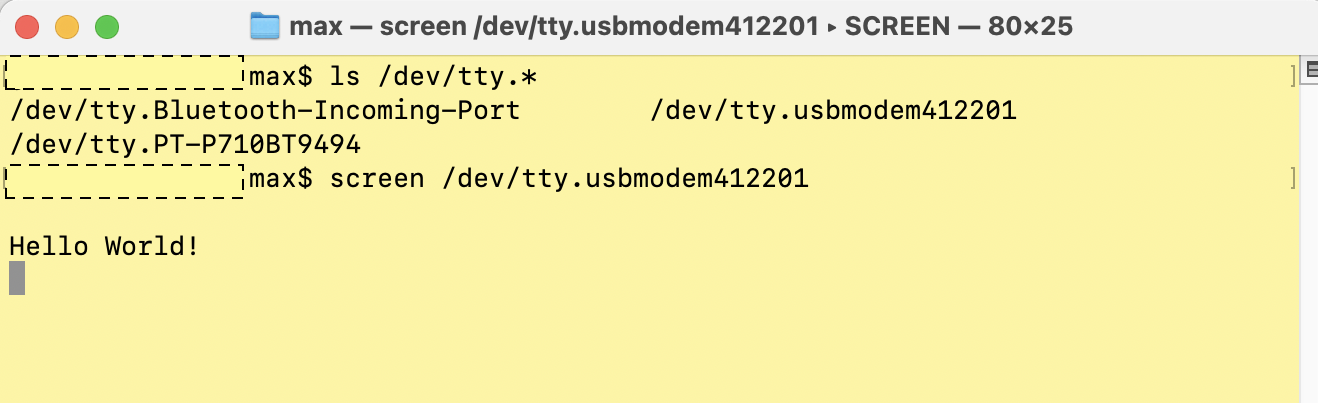 max — screen /dev/tty.usbmodem412201 ▸ SCREEN — 80×25
max$ ls /dev/tty.*
/dev/tty.Bluetooth-Incoming-Port /dev/tty.usbmodem412201
/dev/tty.PT-P710BT9494
max$ screen /dev/tty.usbmodem412201
Hello World!